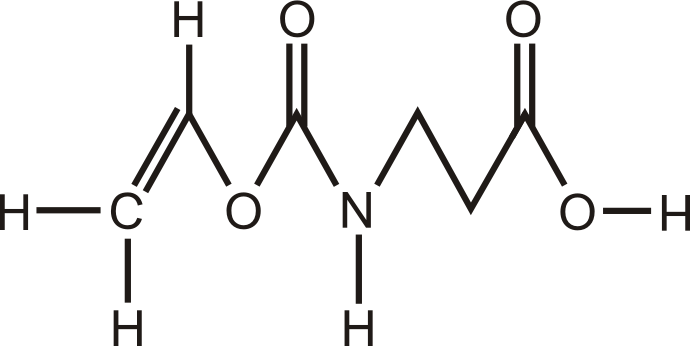 H O O
H C O N O H
H H